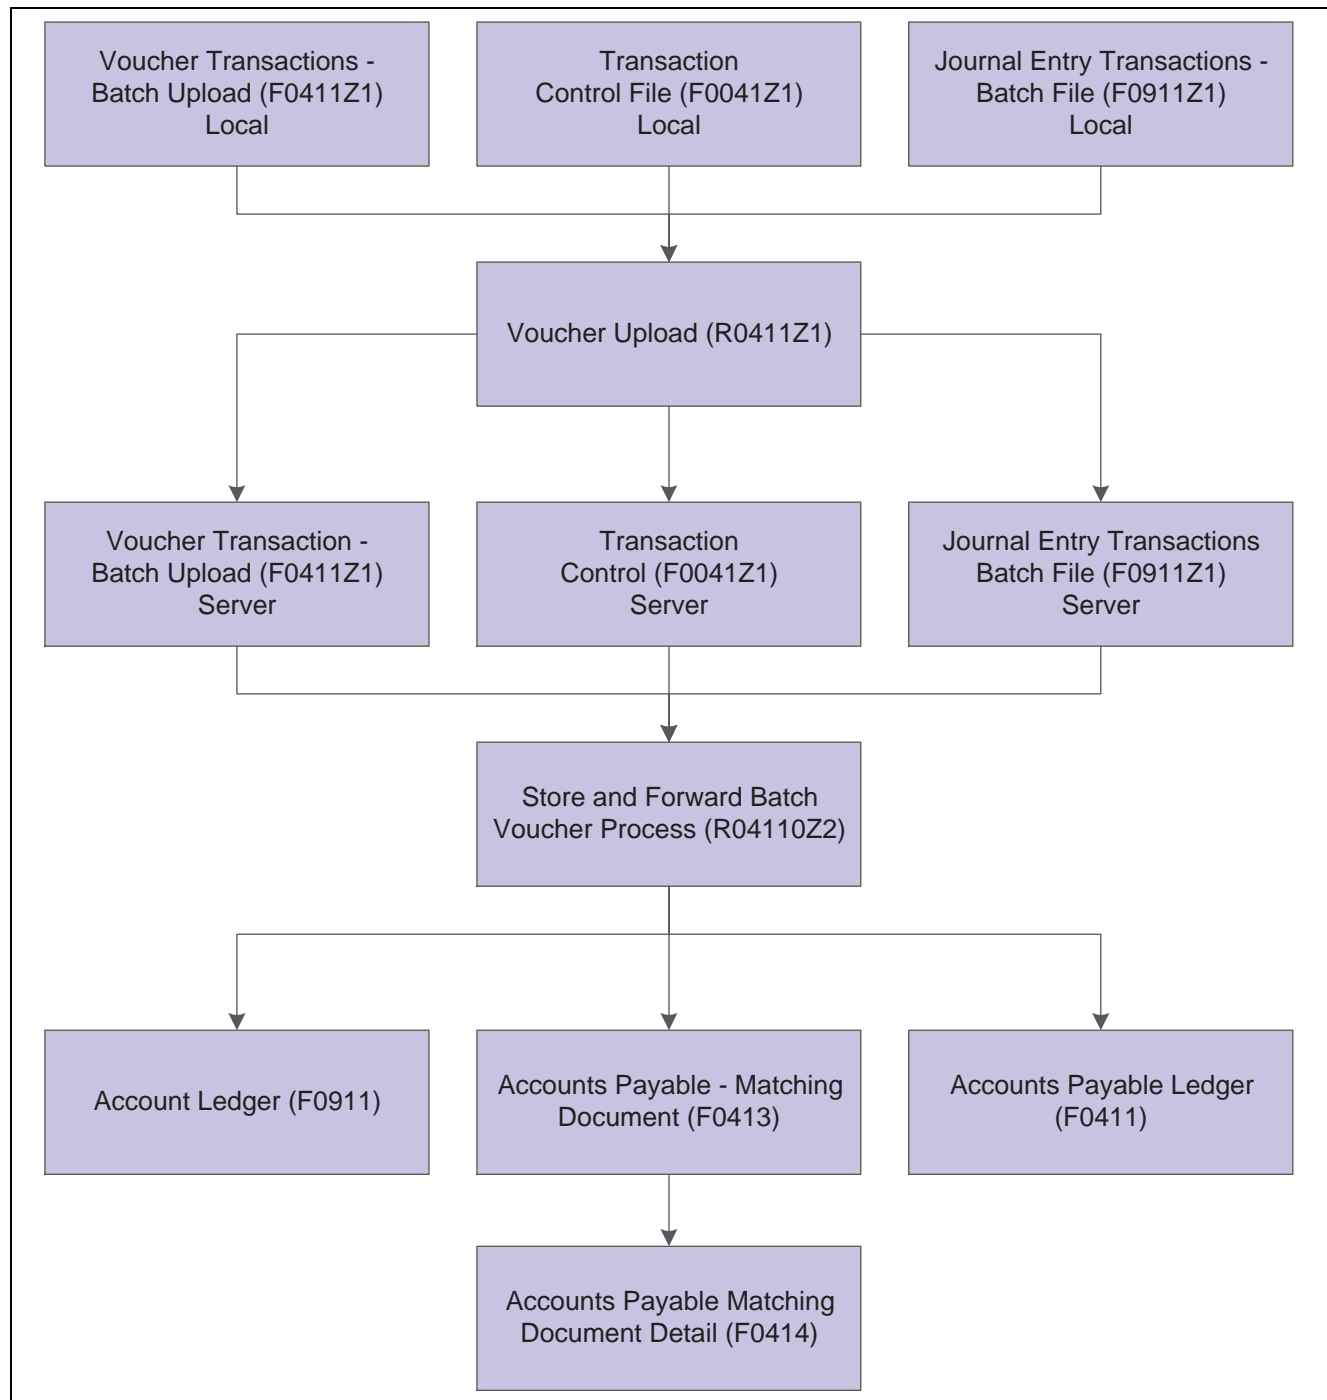 Voucher Transactions -
Batch Upload (F0411Z1)
Local
Transaction
Control File (F0041Z1)
Local
Journal Entry Transactions -
Batch File (F0911Z1)
Local
Voucher Upload (R0411Z1)
Voucher Transaction -
Batch Upload (F0411Z1)
Server
Transaction
Control (F0041Z1)
Server
Journal Entry Transactions
Batch File (F0911Z1)
Server
Store and Forward Batch
Voucher Process (R04110Z2)
Account Ledger (F0911)
Accounts Payable - Matching
Document (F0413)
Accounts Payable Ledger
(F0411)
Accounts Payable Matching
Document Detail (F0414)